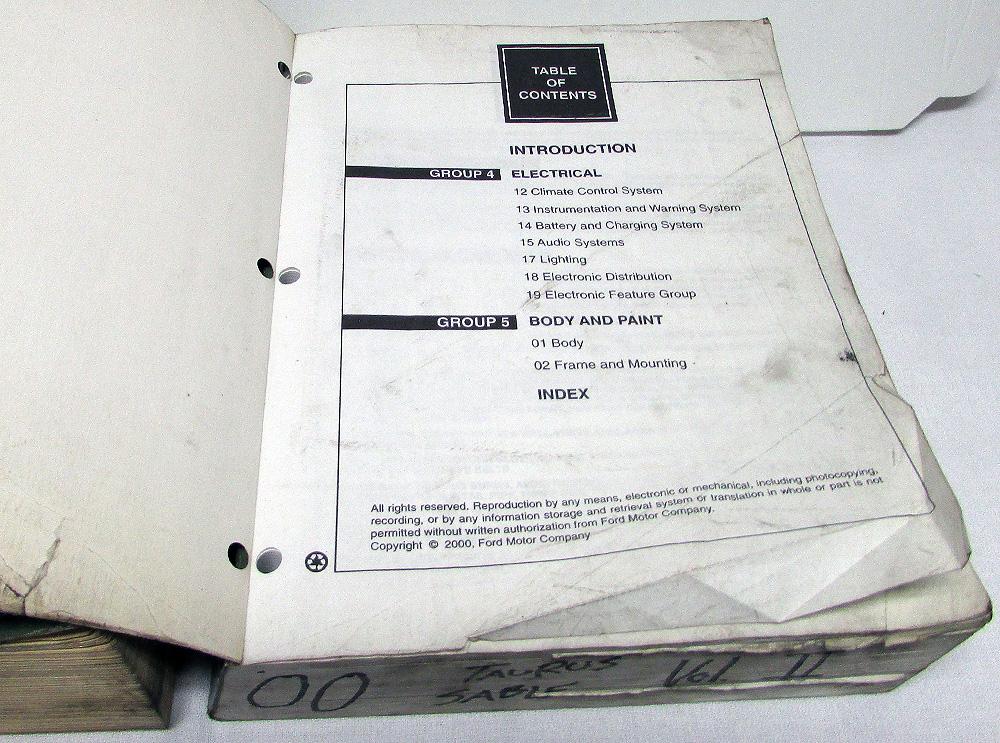 TABLE
OF
CONTENTS
INTRODUCTION
GROUP 4 ELECTRICAL
12 Climate Control System
13 Instrumentation and Warning System
14 Battery and Charging System
15 Audio Systems
17 Lighting
18 Electronic Distribution
19 Electronic Feature Group
GROUP 5 BODY AND PAINT
01 Body
02 Frame and Mounting
INDEX
All rights reserved. Reproduction by any means, electronic or mechanical, including photocopying,
recording, or by any information storage and retrieval system or translation in whole or part is not
permitted without written authorization from Ford Motor Company.
Copyright © 2000, Ford Motor Company
00 TAURUS Vol II
SABLE